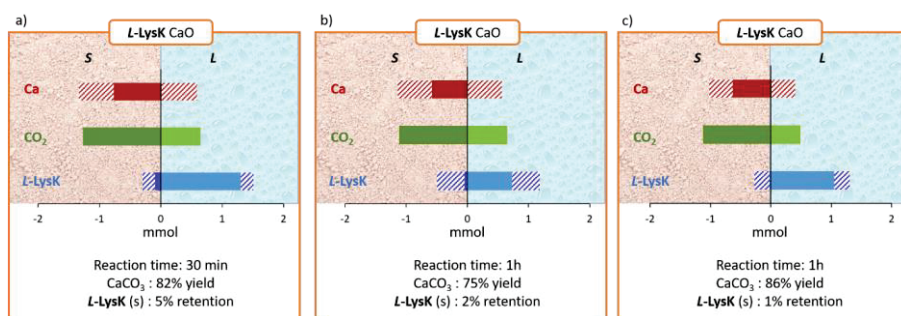 a)
L-LysK CaO
S L
Ca
CO₂
L-LysK
-2 -1 0 1 2
mmol
Reaction time: 30 min
CaCO₃ : 82% yield
L-LysK (s) : 5% retention
b)
L-LysK CaO
S L
Ca
CO₂
L-LysK
-2 -1 0 1 2
mmol
Reaction time: 1h
CaCO₃ : 75% yield
L-LysK (s) : 2% retention
c)
L-LysK CaO
S L
Ca
CO₂
L-LysK
-2 -1 0 1 2
mmol
Reaction time: 1h
CaCO₃ : 86% yield
L-LysK (s) : 1% retention